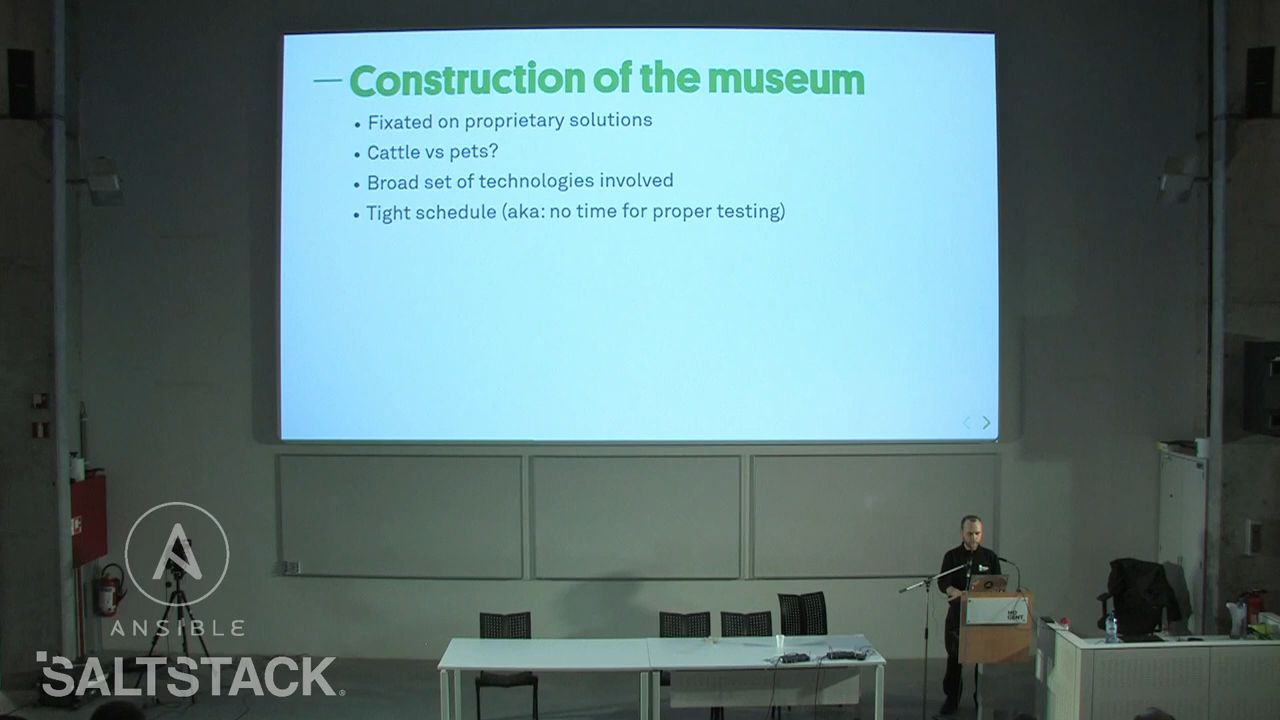 Construction of the museum
• Fixated on proprietary solutions
• Cattle vs pets?
• Broad set of technologies involved
• Tight schedule (aka: no time for proper testing)
ANSIBLE
SALTSTACK®